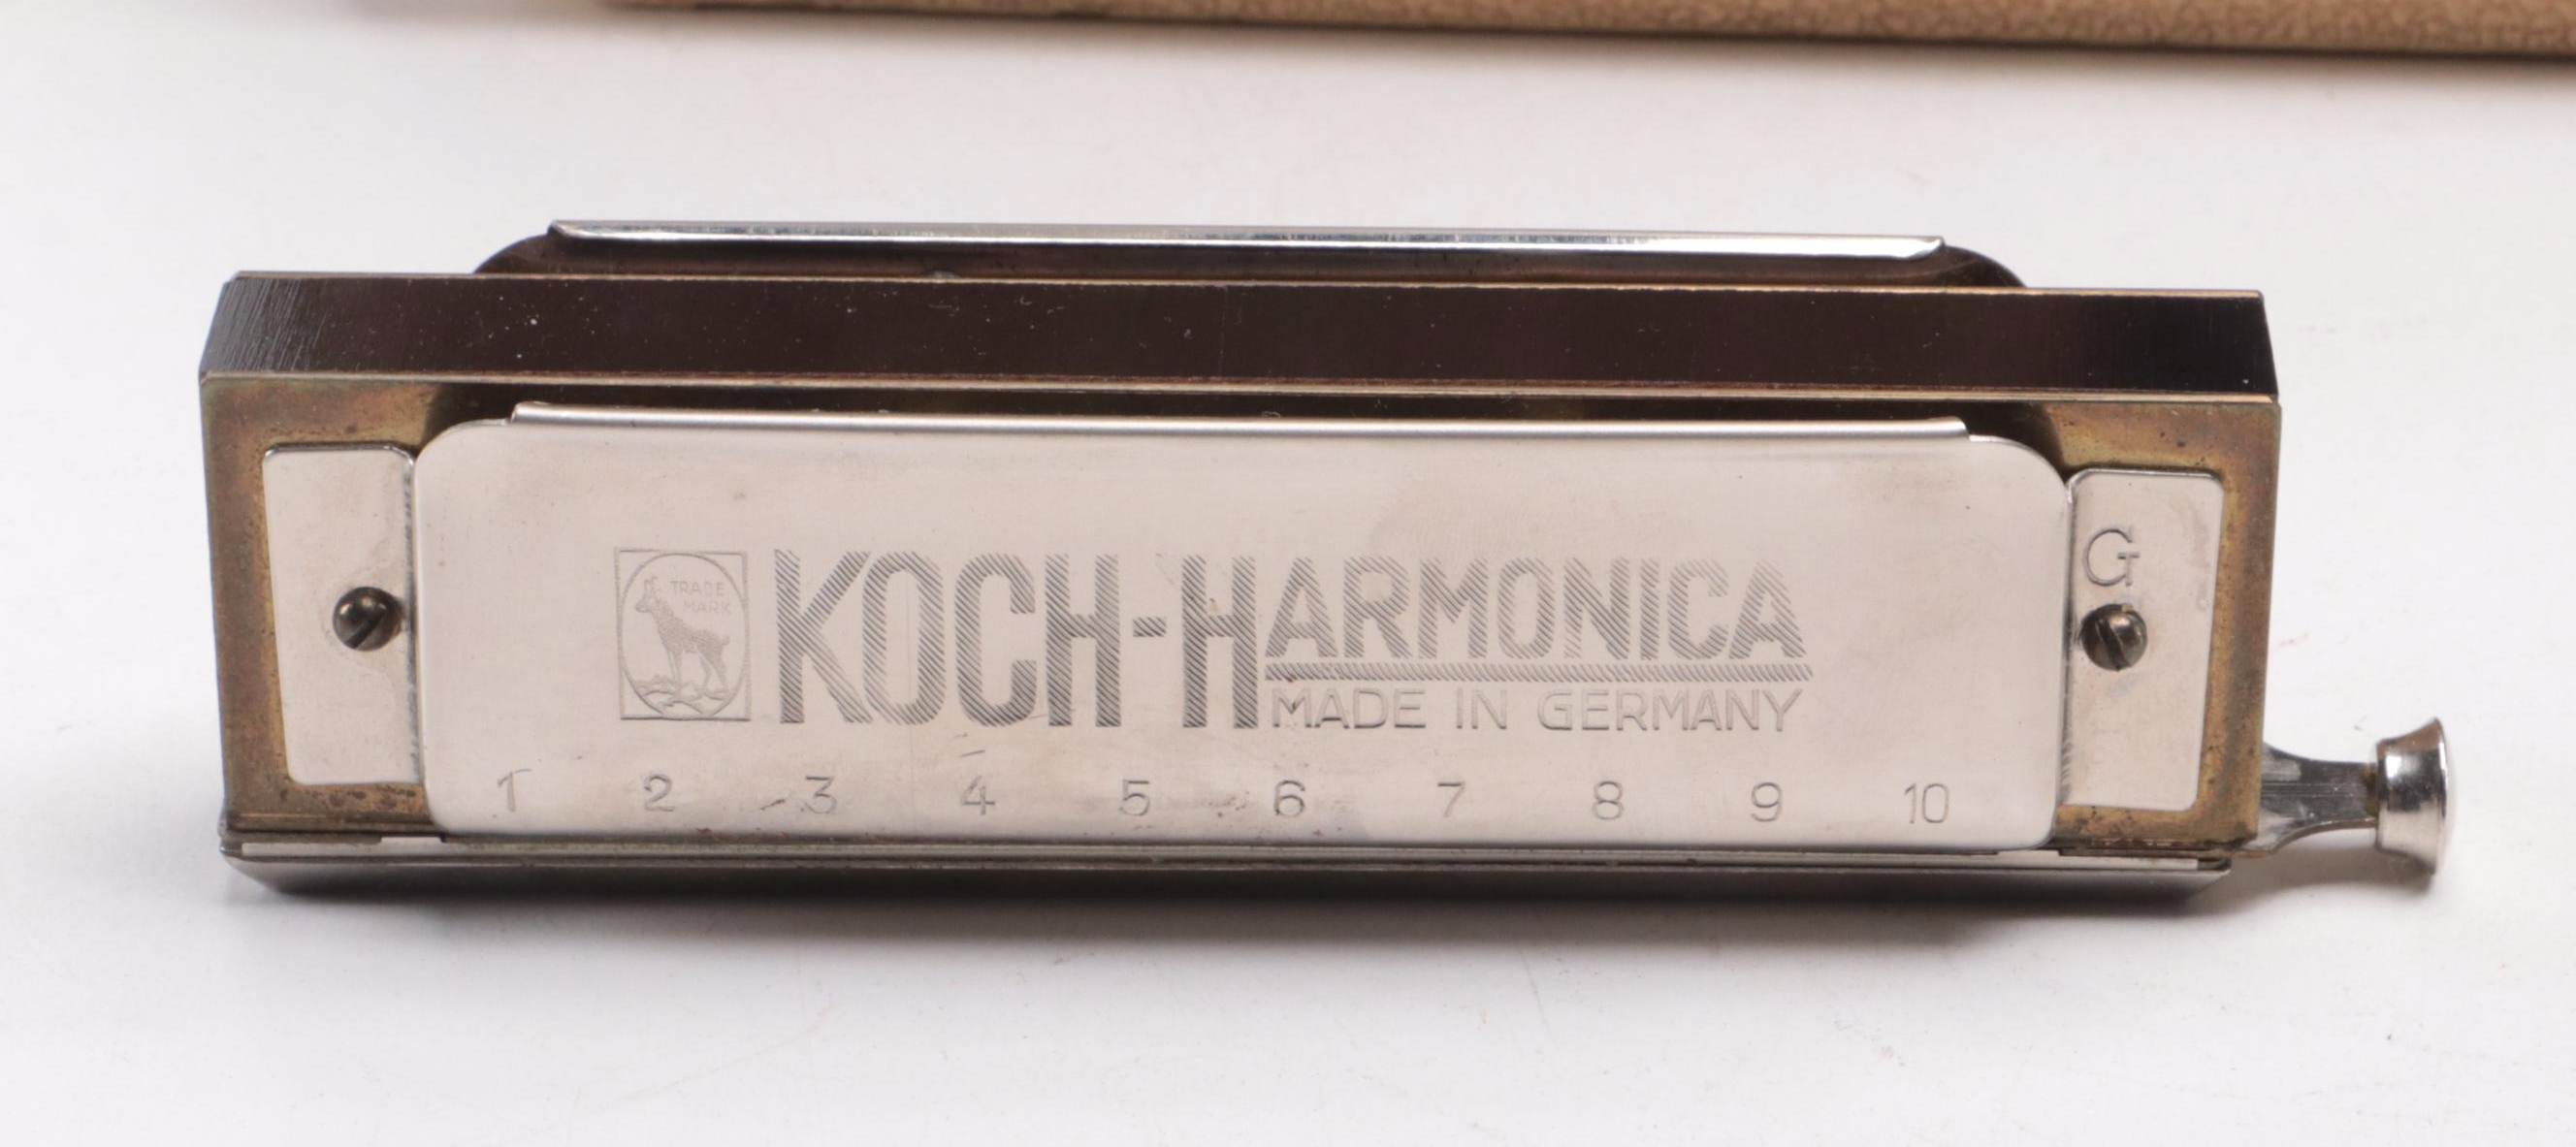 TRADE
MARK
KOCH-HARMONICA
MADE IN GERMANY
G
1 2 3 4 5 6 7 8 9 10